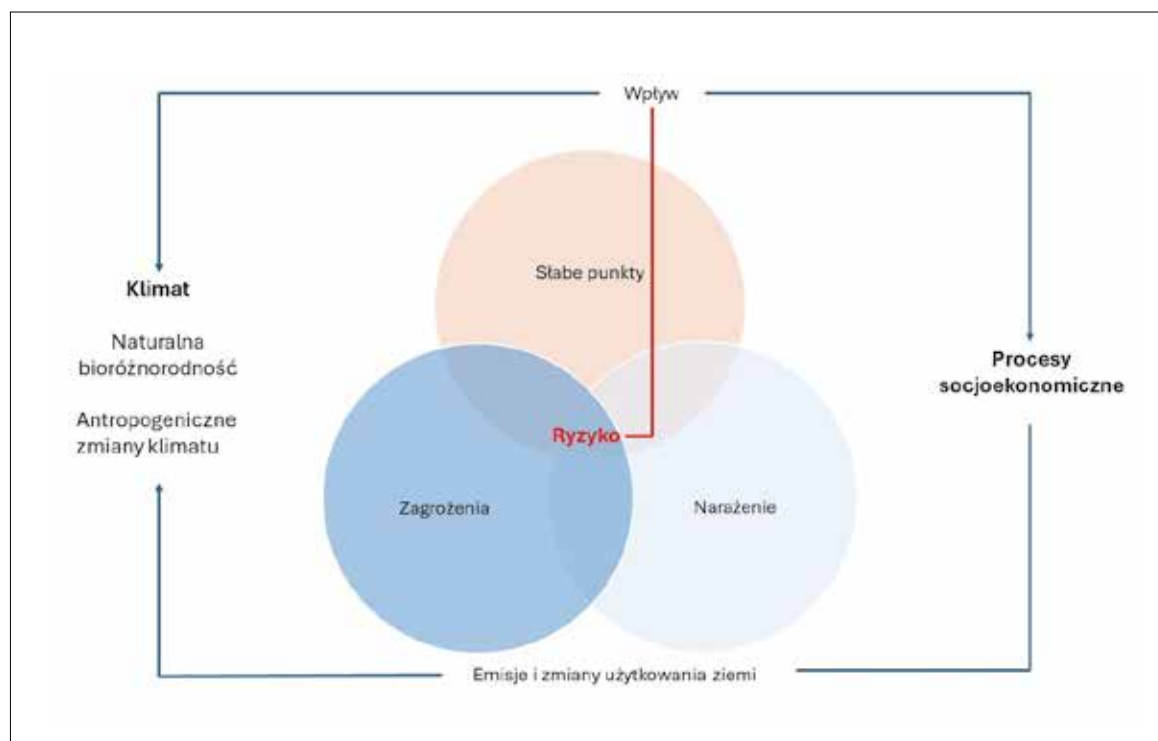 Wpływ
Słabe punkty
Klimat
Naturalna
bioróżnorodność
Antropogeniczne
zmiany klimatu
Procesy
socjoekonomiczne
Ryzyko
Zagrożenia
Narażenie
Emisje i zmiany użytkowania ziemi